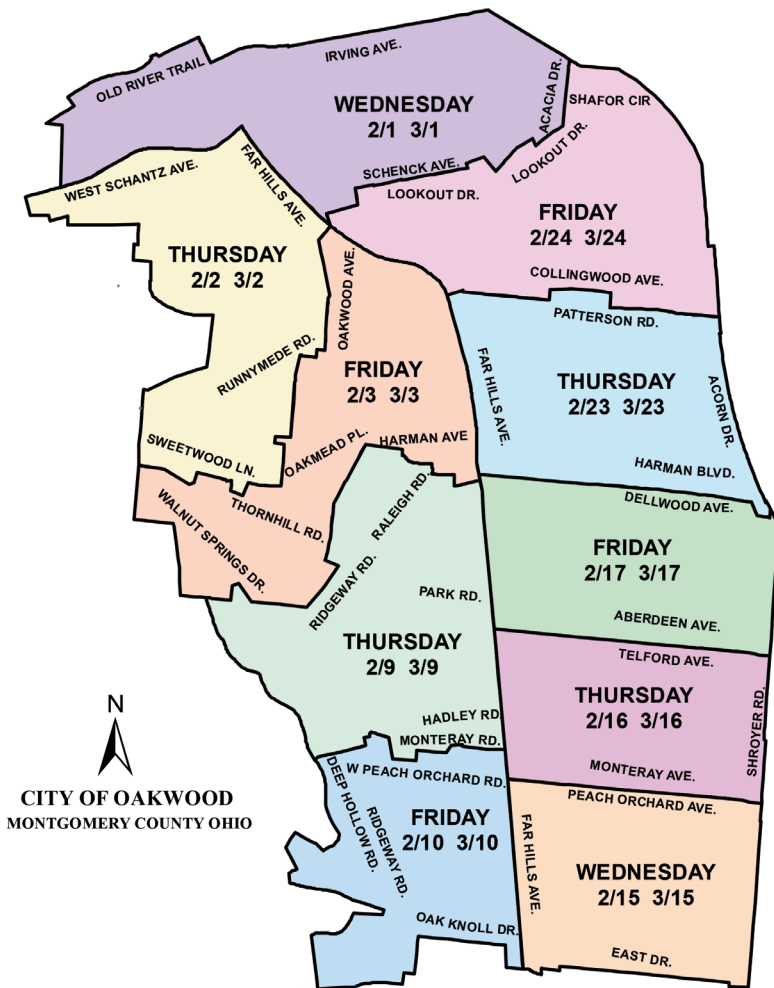 OLD RIVER TRAIL
IRVING AVE.
WEDNESDAY
2/1 3/1
ACACIA DR.
SHAFOR CIR
SCHENCK AVE.
LOOKOUT DR.
LOOKOUT DR.
WEST SCHANTZ AVE.
FAR HILLS AVE.
FRIDAY
2/24 3/24
COLLINGWOOD AVE.
THURSDAY
2/2 3/2
OAKWOOD AVE.
RUNNYMEDE RD.
SWEETWOOD LN.
PATTERSON RD.
FAR HILLS AVE.
THURSDAY
2/23 3/23
ACORN DR.
HARMAN BLVD.
FRIDAY
2/3 3/3
OAKMEAD PL.
HARMAN AVE
THORNHILL RD.
WALNUT SPRINGS DR.
DELLWOOD AVE.
FRIDAY
2/17 3/17
ABERDEEN AVE.
RALEIGH RD.
RIDGEWAY RD.
PARK RD.
THURSDAY
2/9 3/9
HADLEY RD.
MONTERAY RD.
TELFORD AVE.
THURSDAY
2/16 3/16
MONTERAY AVE.
SHROYER RD.
N
CITY OF OAKWOOD
MONTGOMERY COUNTY OHIO
W PEACH ORCHARD RD.
DEEP HOLLOW RD.
RIDGEWAY RD.
FRIDAY
2/10 3/10
OAK KNOLL DR.
FAR HILLS AVE.
PEACH ORCHARD AVE.
WEDNESDAY
2/15 3/15
EAST DR.